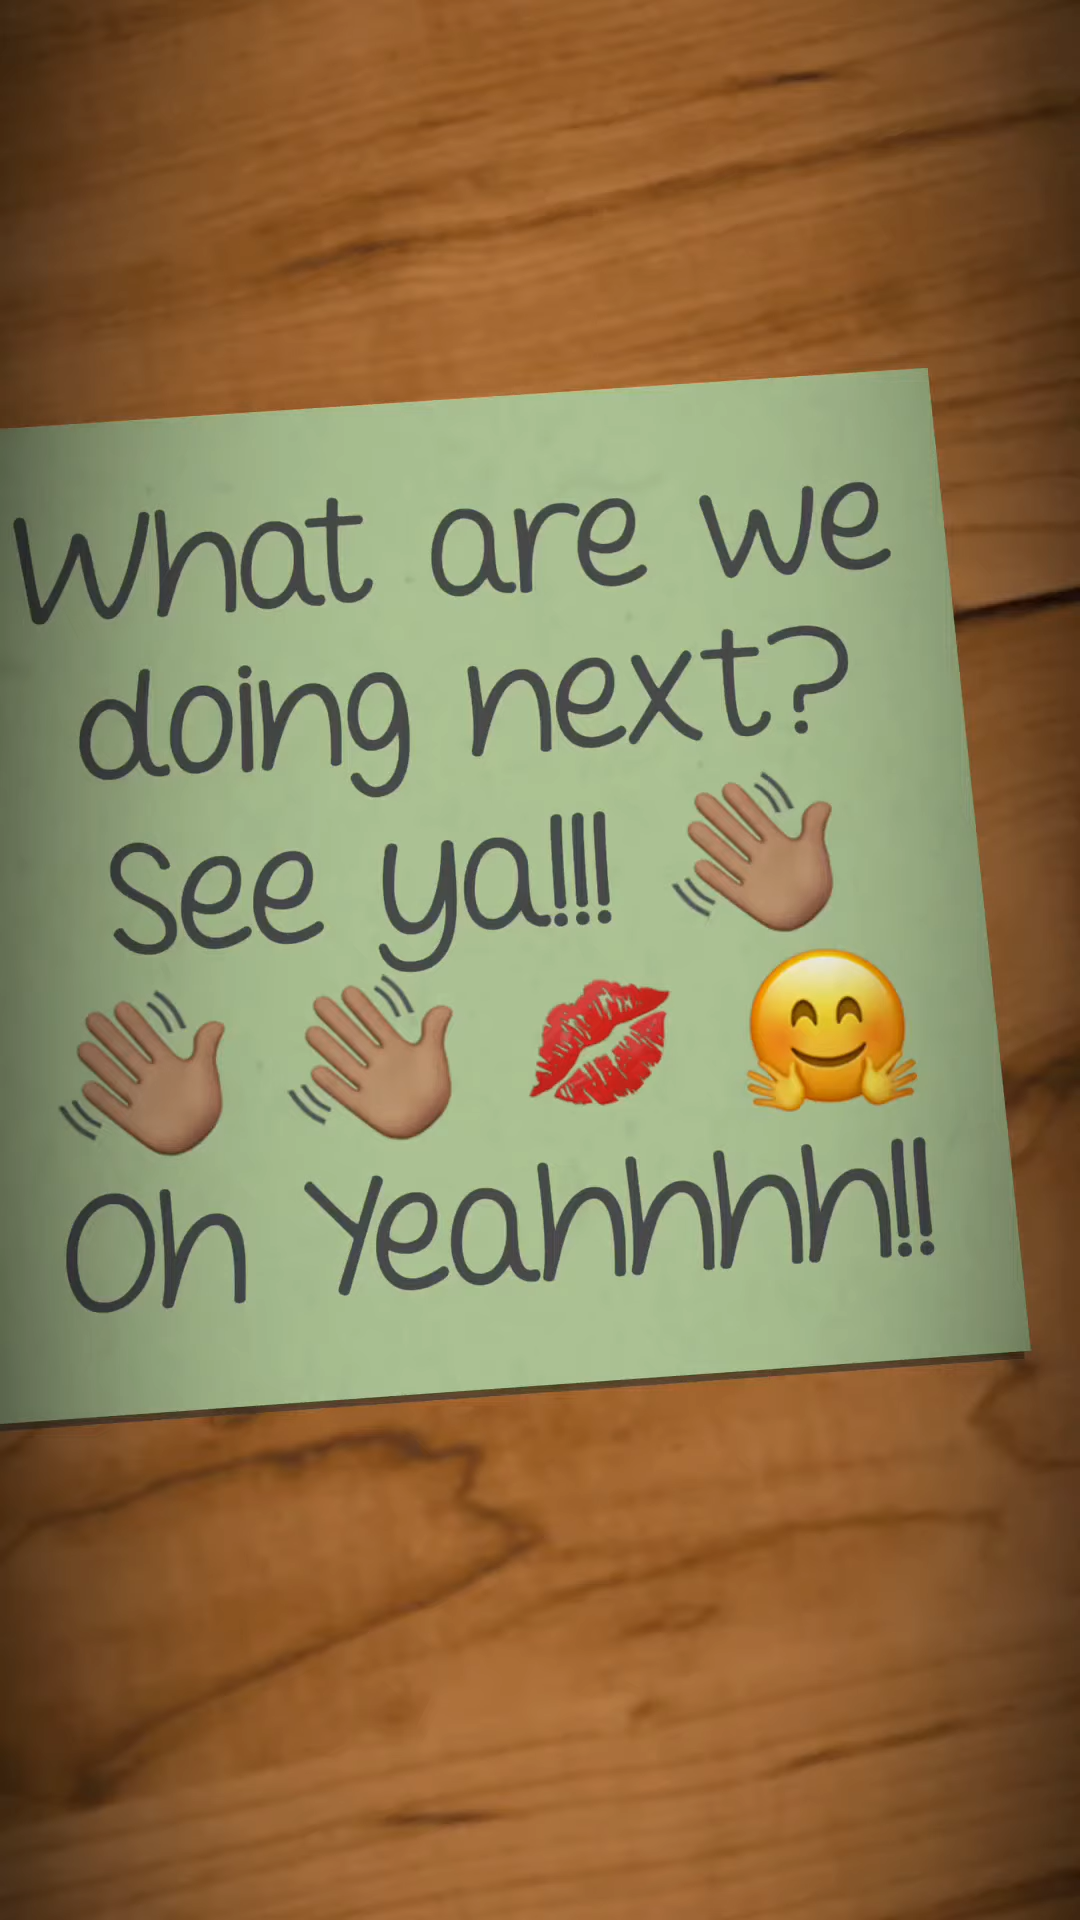 What are we
doing next?
See ya!!! 👋🏽
👋🏽 👋🏽 💋 🤗
Oh Yeahhhh!!